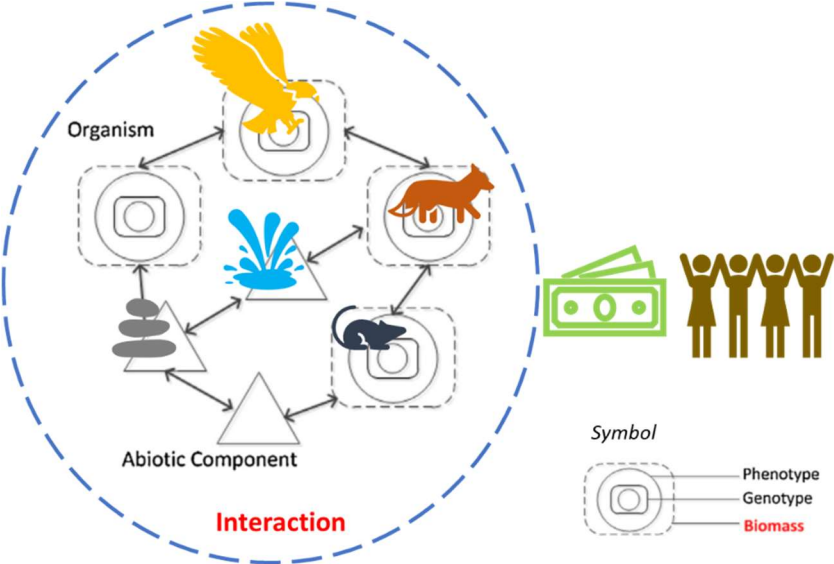 Organism
Abiotic Component
Interaction
Symbol
Phenotype
Genotype
Biomass